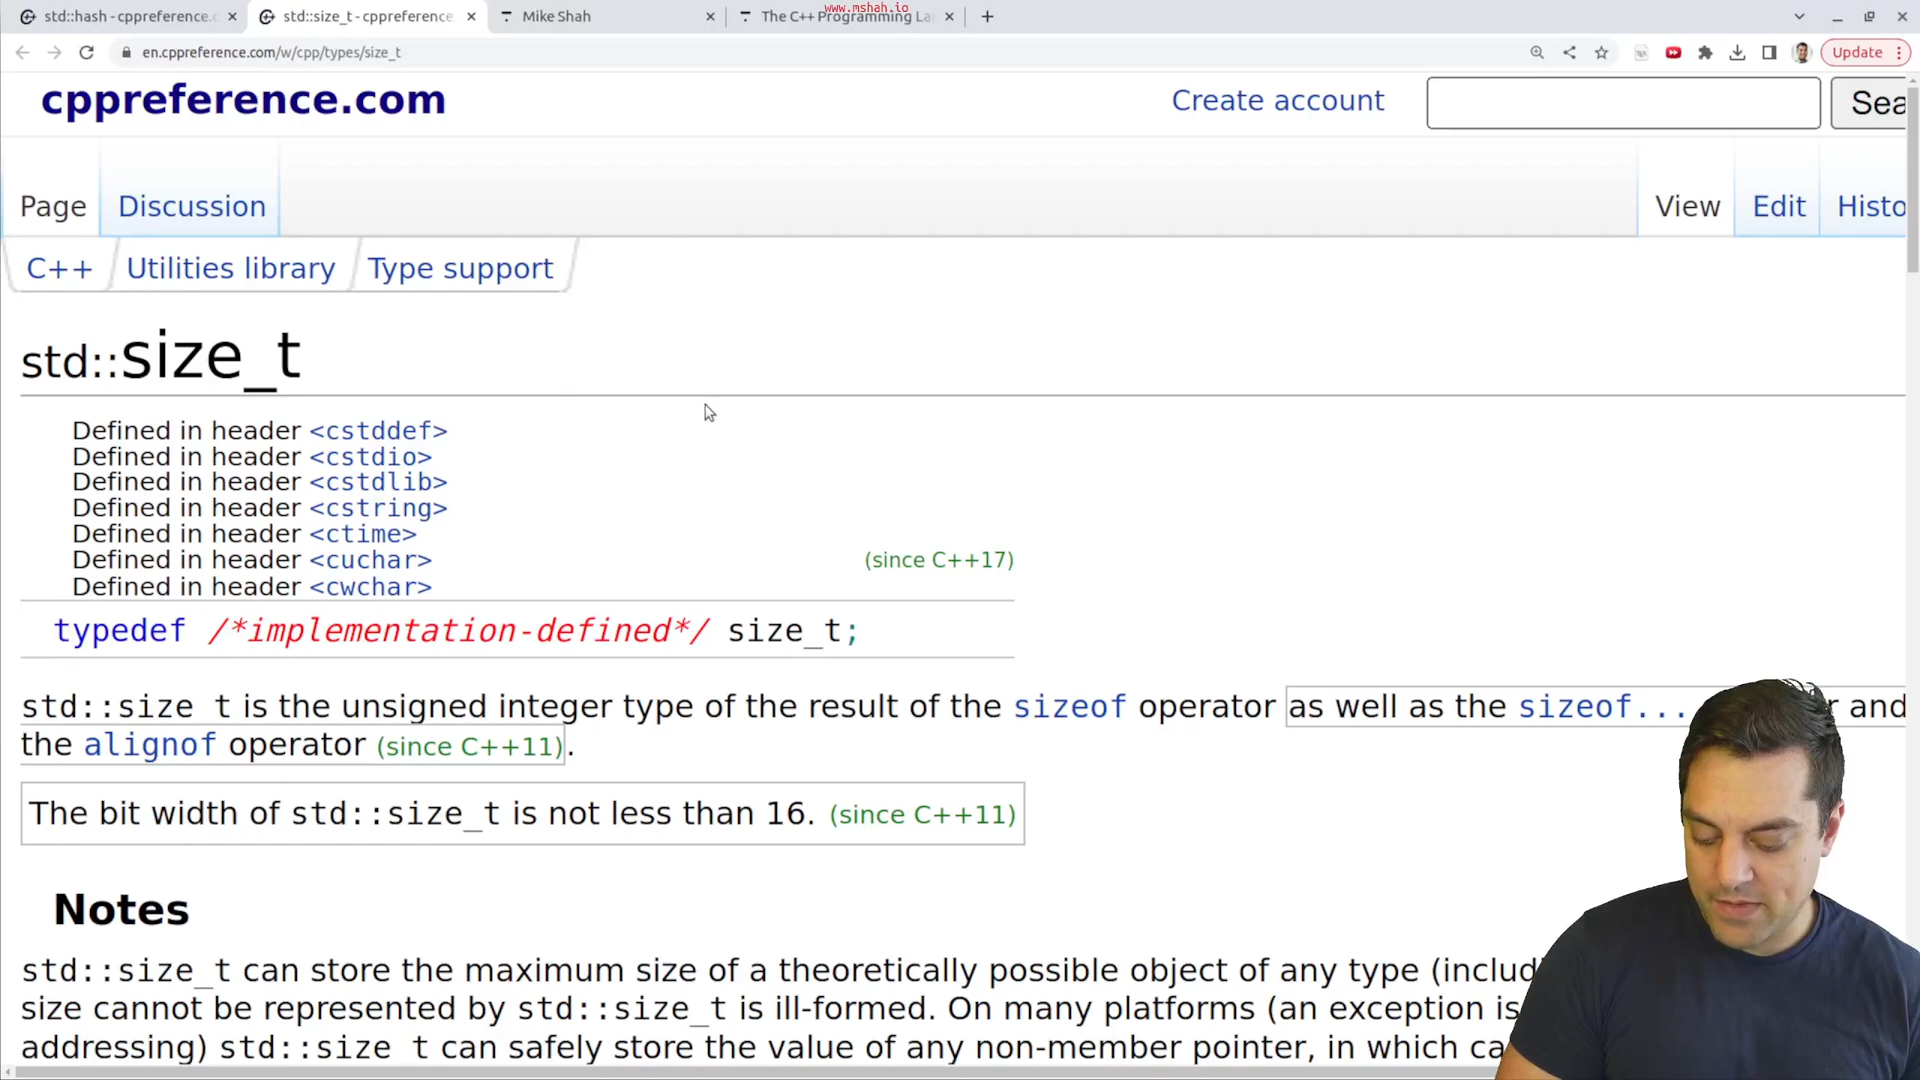 www.mshah.io
std::hash - cppreference.c
std::size_t - cppreference.
Mike Shah
The C++ Programming La
en.cppreference.com/w/cpp/types/size_t
Update
cppreference.com
Create account
Sea
Page
Discussion
View
Edit
Histo
C++
Utilities library
Type support
std::size_t
Defined in header <cstddef>
Defined in header <cstdio>
Defined in header <cstdlib>
Defined in header <cstring>
Defined in header <ctime>
Defined in header <cuchar> (since C++17)
Defined in header <cwchar>
typedef /*implementation-defined*/ size_t;
std::size_t is the unsigned integer type of the result of the sizeof operator as well as the sizeof... r and
the alignof operator (since C++11).
The bit width of std::size_t is not less than 16. (since C++11)
Notes
std::size_t can store the maximum size of a theoretically possible object of any type (includi
size cannot be represented by std::size_t is ill-formed. On many platforms (an exception is
addressing) std::size_t can safely store the value of any non-member pointer, in which ca